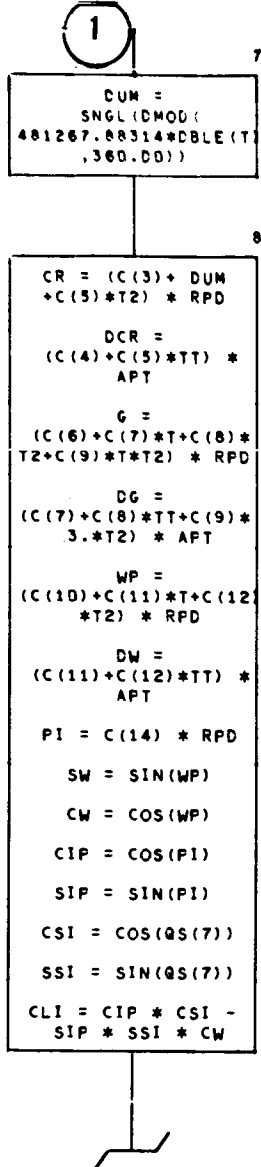 1
7
DUM =
SNGL(DMOD(
481267.88314*DBLE(T)
,360.D0))
8
CR = (C(3)+ DUM
+C(5)*T2) * RPD
DCR =
(C(4)+C(5)*TT) *
APT
G =
(C(6)+C(7)*T+C(8)*
T2+C(9)*T*T2) * RPD
DG =
(C(7)+C(8)*TT+C(9)*
3.*T2) * APT
WP =
(C(10)+C(11)*T+C(12)
*T2) * RPD
DW =
(C(11)+C(12)*TT) *
APT
PI = C(14) * RPD
SW = SIN(WP)
CW = COS(WP)
CIP = COS(PI)
SIP = SIN(PI)
CSI = COS(QS(7))
SSI = SIN(QS(7))
CLI = CIP * CSI -
SIP * SSI * CW